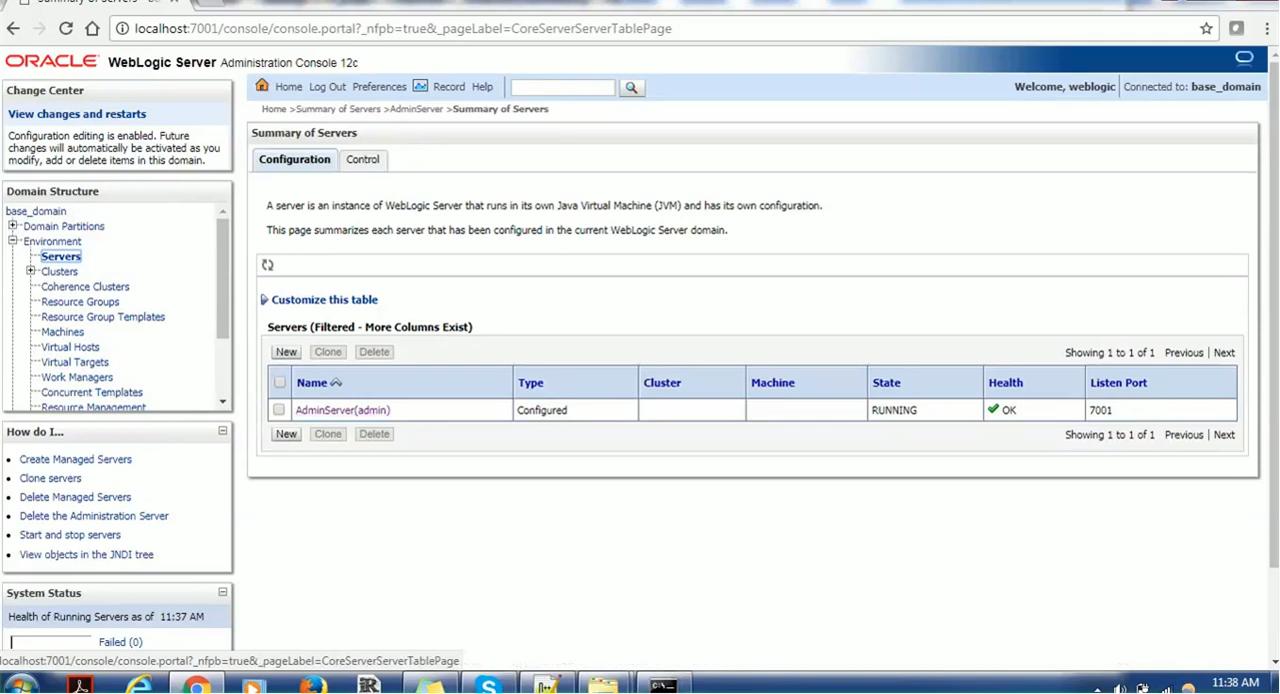 Summary of Servers - b
localhost:7001/console/console.portal?_nfpb=true&_pageLabel=CoreServerServerTablePage
ORACLE® WebLogic Server Administration Console 12c
Change Center
View changes and restarts
Configuration editing is enabled. Future
changes will automatically be activated as you
modify, add or delete items in this domain.
Domain Structure
base_domain
Domain Partitions
Environment
Servers
Clusters
Coherence Clusters
Resource Groups
Resource Group Templates
Machines
Virtual Hosts
Virtual Targets
Work Managers
Concurrent Templates
Resource Management
How do I...
Create Managed Servers
Clone servers
Delete Managed Servers
Delete the Administration Server
Start and stop servers
View objects in the JNDI tree
System Status
Health of Running Servers as of 11:37 AM
Failed (0)
Home Log Out Preferences Record Help
Welcome, weblogic Connected to: base_domain
Home >Summary of Servers >AdminServer >Summary of Servers
Summary of Servers
Configuration Control
A server is an instance of WebLogic Server that runs in its own Java Virtual Machine (JVM) and has its own configuration.
This page summarizes each server that has been configured in the current WebLogic Server domain.
Customize this table
Servers (Filtered - More Columns Exist)
New Clone Delete Showing 1 to 1 of 1 Previous | Next
Name Type Cluster Machine State Health Listen Port
AdminServer(admin) Configured RUNNING OK 7001
New Clone Delete Showing 1 to 1 of 1 Previous | Next
localhost:7001/console/console.portal?_nfpb=true&_pageLabel=CoreServerServerTablePage
11:38 AM